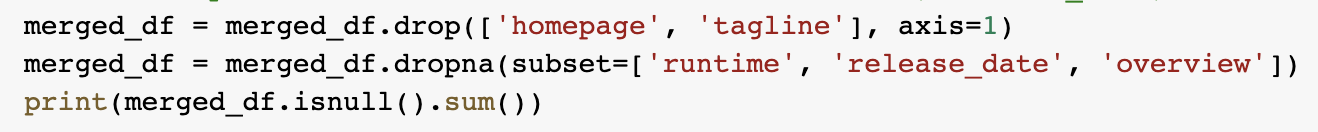 merged_df = merged_df.drop(['homepage', 'tagline'], axis=1)
merged_df = merged_df.dropna(subset=['runtime', 'release_date', 'overview'])
print(merged_df.isnull().sum())